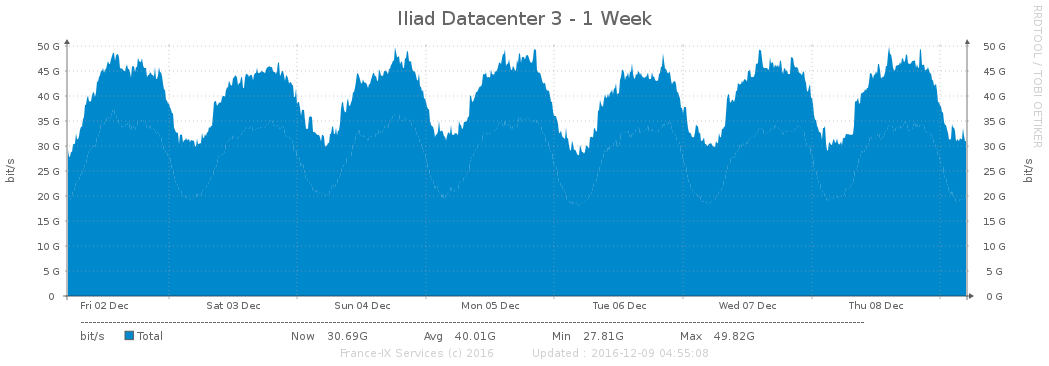 Iliad Datacenter 3 - 1 Week
RRDTOOL / TOBI OETIKER
50 G 50 G
45 G 45 G
40 G 40 G
35 G 35 G
30 G 30 G
25 G 25 G
20 G 20 G
15 G 15 G
10 G 10 G
5 G 5 G
0 0 G
bit/s bit/s
Fri 02 Dec Sat 03 Dec Sun 04 Dec Mon 05 Dec Tue 06 Dec Wed 07 Dec Thu 08 Dec
bit/s Total Now 30.69G Avg 40.01G Min 27.81G Max 49.82G
France-IX Services (c) 2016 Updated : 2016-12-09 04:55:08